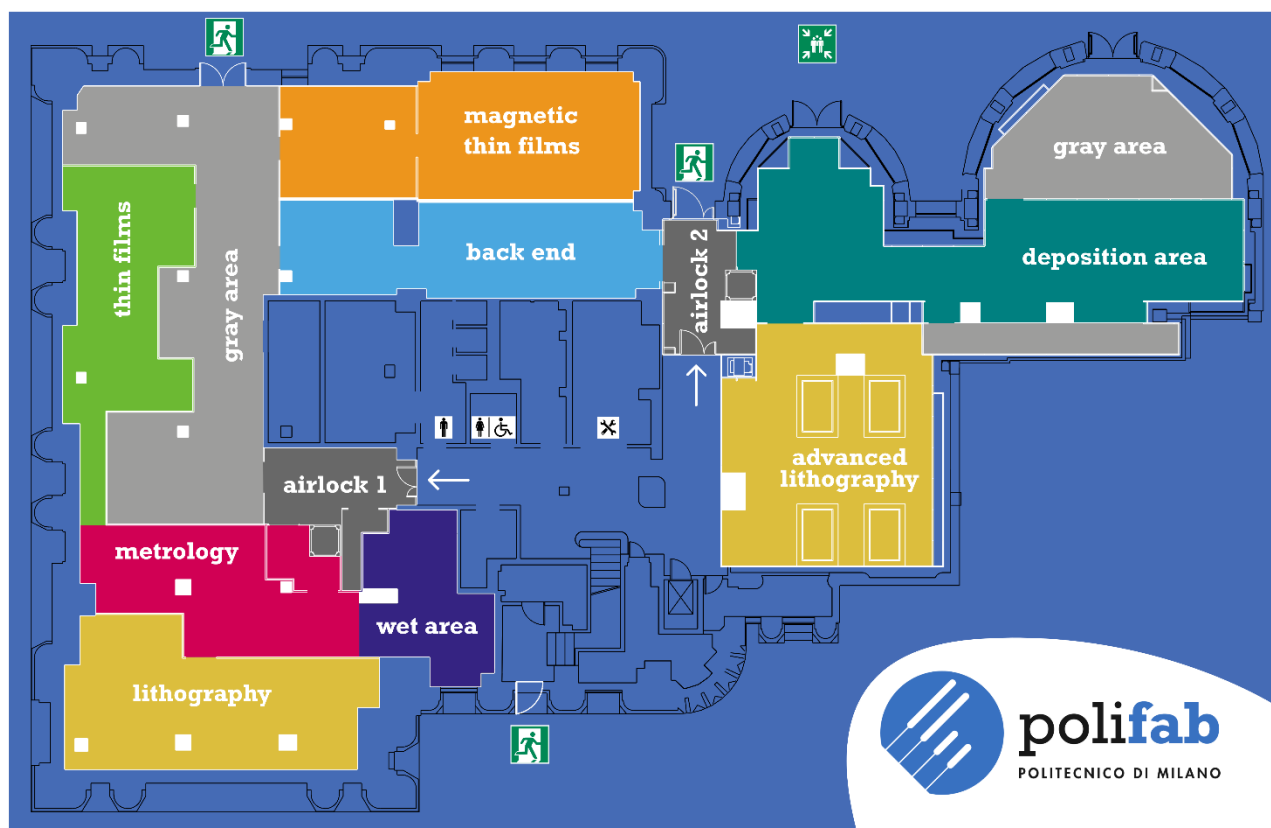 magnetic
thin films
gray area
thin films
back end
airlock 2
deposition area
gray area
advanced
lithography
airlock 1
metrology
wet area
lithography
polifab
POLITECNICO DI MILANO